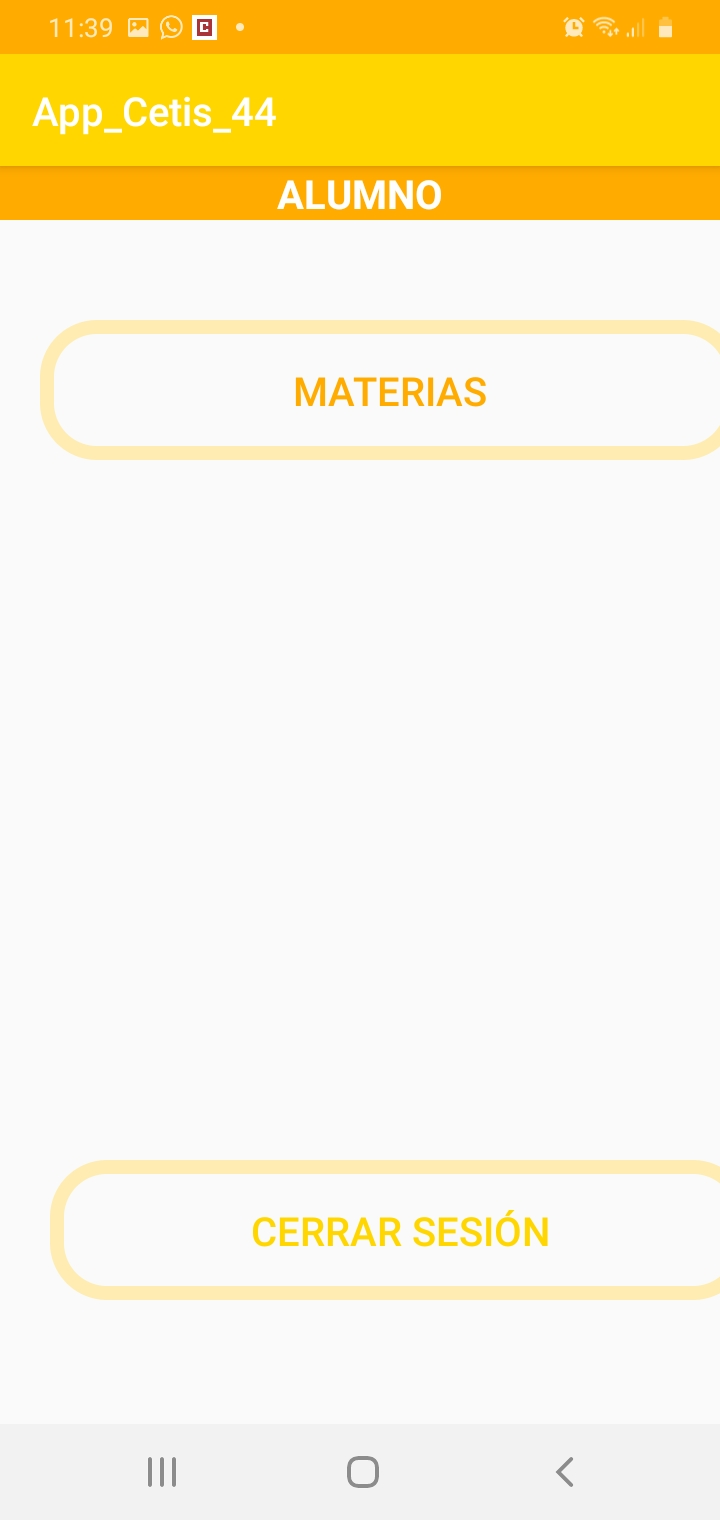 11:39
App_Cetis_44
ALUMNO
MATERIAS
CERRAR SESIÓN